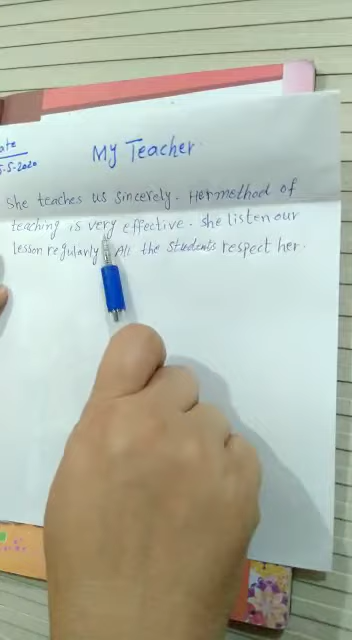 ate
My Teacher
5-5-2020
She teaches us sincerely. Her method of
teaching is very effective. she listen our
lesson regularly. All the students respect her.